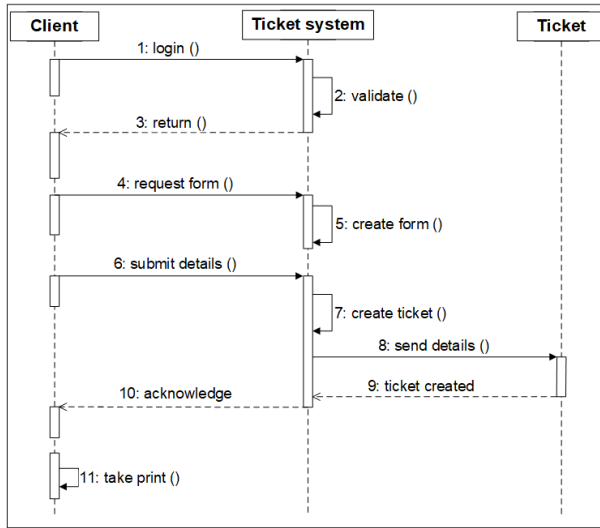 Client
Ticket system
Ticket
1: login ()
2: validate ()
3: return ()
4: request form ()
5: create form ()
6: submit details ()
7: create ticket ()
8: send details ()
9: ticket created
10: acknowledge
11: take print ()